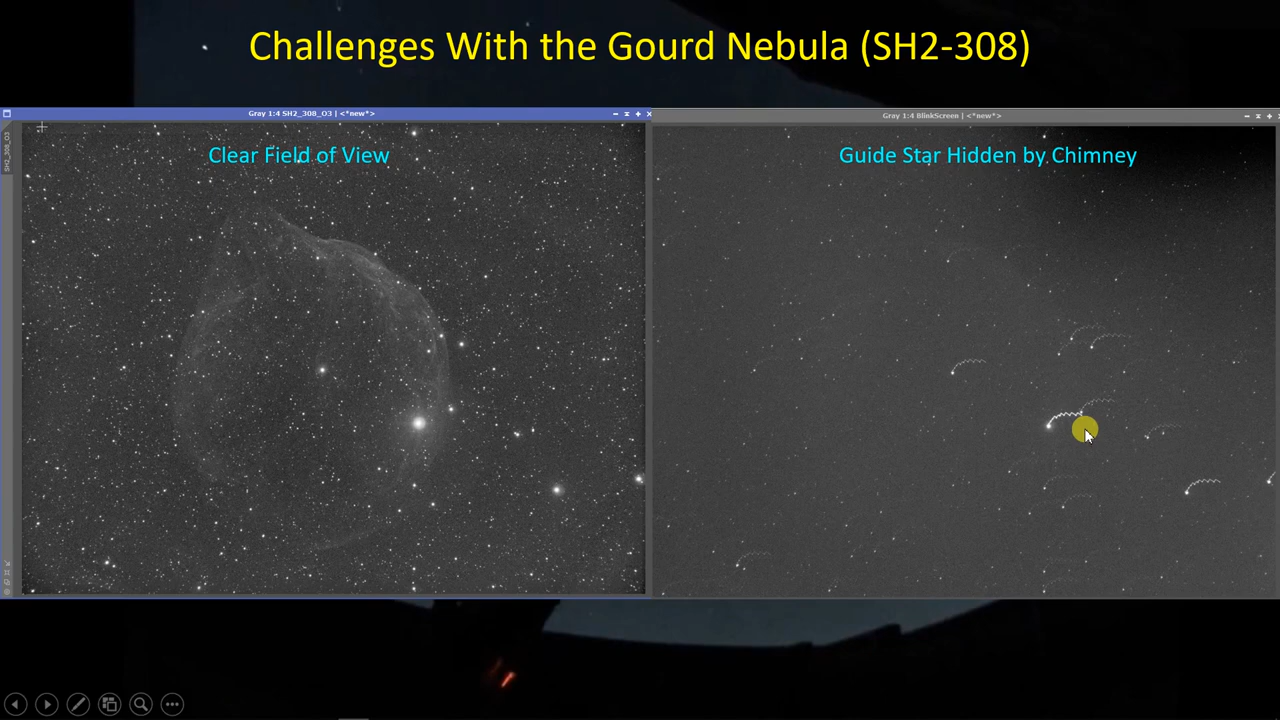 Challenges With the Gourd Nebula (SH2-308)
Gray 1:4 SH2_308_O3 | <*new*>
Gray 1:4 BlinkScreen | <*new*>
SH2_308_O3
Clear Field of View
Guide Star Hidden by Chimney